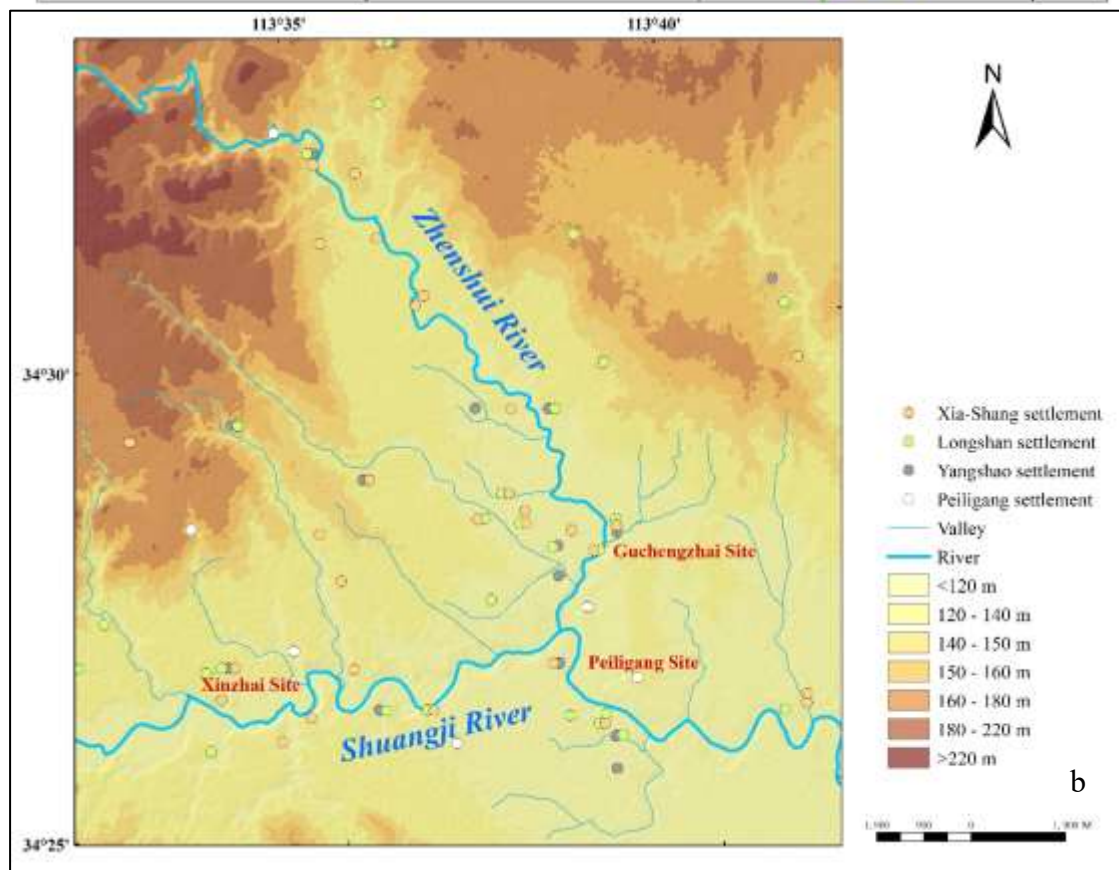 113°35'
113°40'
N
Zhenshui River
34°30'
Xia-Shang settlement
Longshan settlement
Yangshao settlement
Peiligang settlement
Valley
River
<120 m
120 - 140 m
140 - 150 m
150 - 160 m
160 - 180 m
180 - 220 m
>220 m
Guchengzhai Site
Peiligang Site
Xinzhai Site
Shuangji River
b
0
34°25'